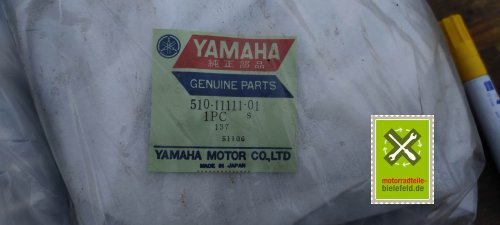 YAMAHA
純正部品
GENUINE PARTS
510-11111-01
1PC S
137
51106
YAMAHA MOTOR CO.,LTD
MADE IN JAPAN
motorradteile-
bielefeld.de